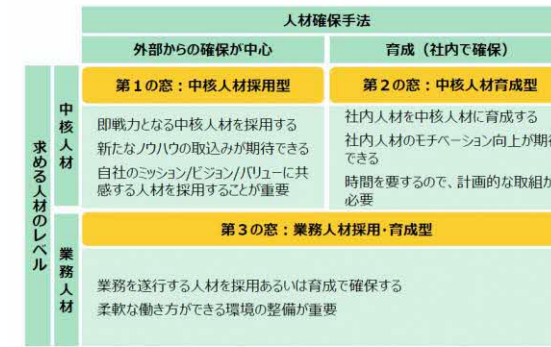 人材確保手法
外部からの確保が中心
育成（社内で確保）
求める人材のレベル
中核人材
第１の窓：中核人材採用型
即戦力となる中核人材を採用する
新たなノウハウの取込みが期待できる
自社のミッション/ビジョン/バリューに共
感する人材を採用することが重要
第２の窓：中核人材育成型
社内人材を中核人材に育成する
社内人材のモチベーション向上が期待
できる
時間を要するので、計画的な取組が
必要
業務人材
第３の窓：業務人材採用・育成型
業務を遂行する人材を採用あるいは育成で確保する
柔軟な働き方ができる環境の整備が重要